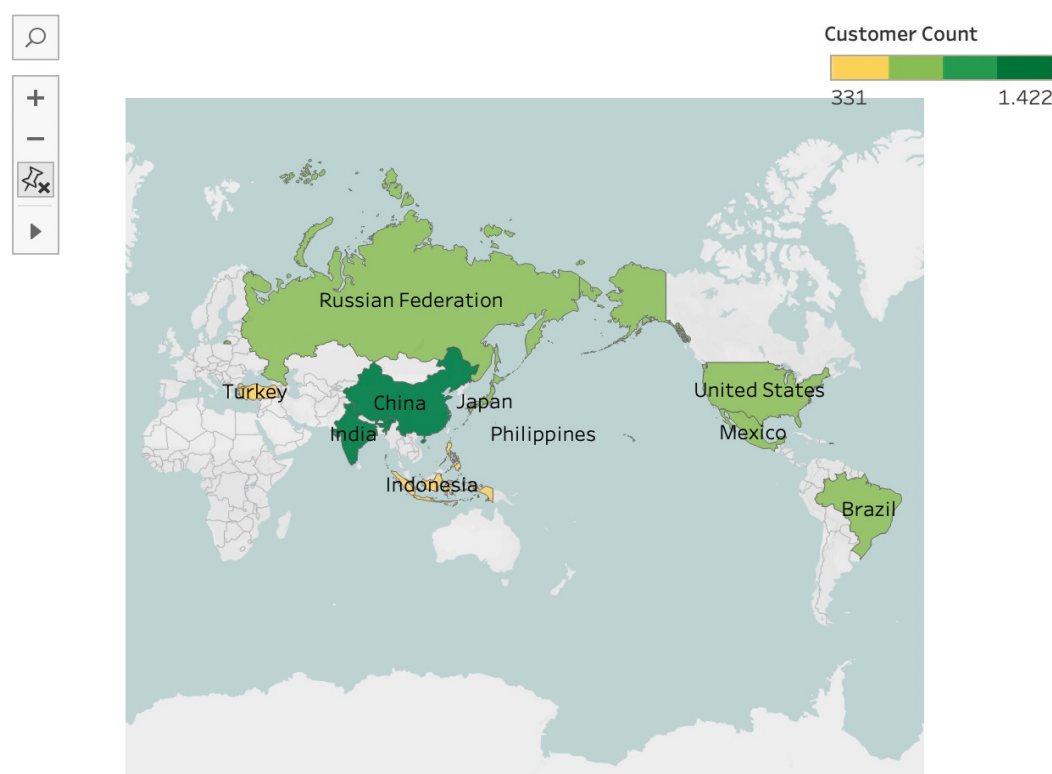 Customer Count
331 1.422
Russian Federation
Turkey
China
Japan
United States
India
Philippines
Mexico
Indonesia
Brazil